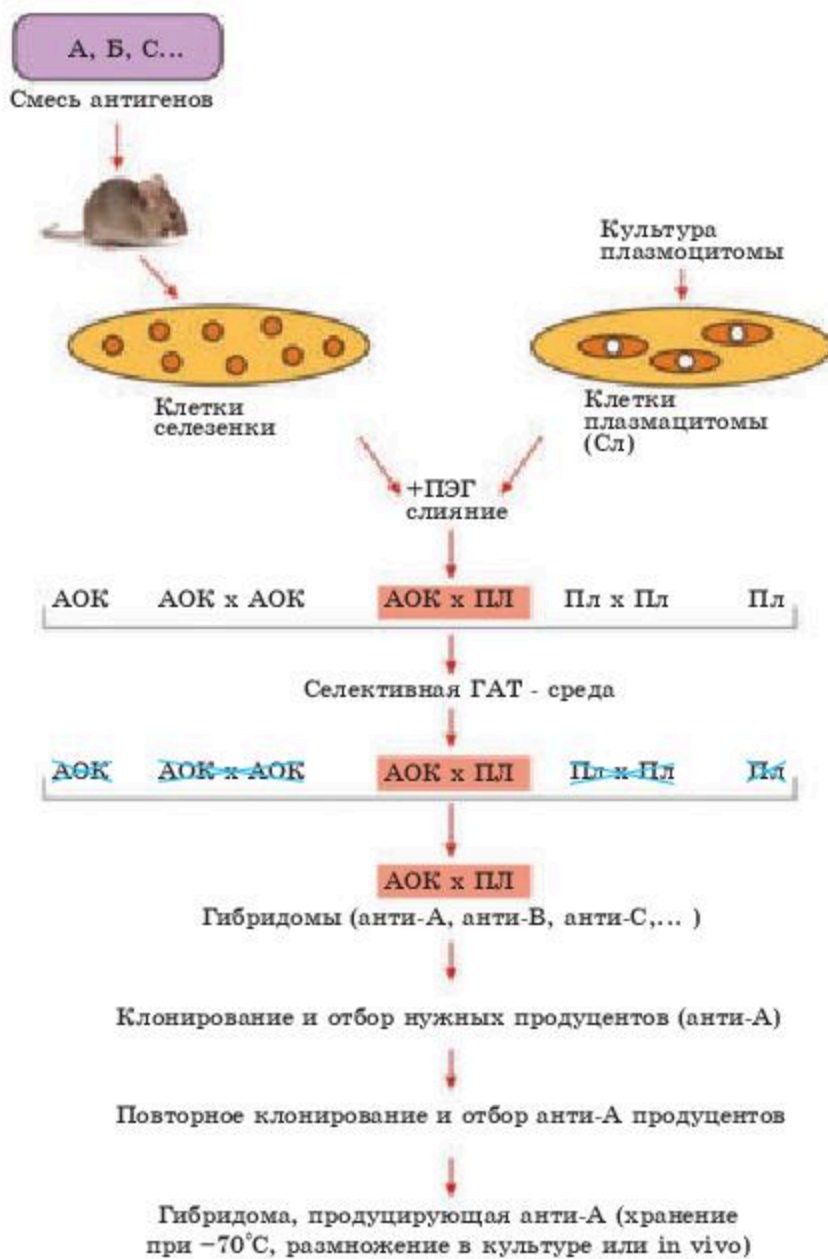 А, Б, С...
Смесь антигенов
Культура
плазмоцитомы
Клетки
селезенки
Клетки
плазмацитомы
(Сл)
+ПЭГ
слияние
АОК АОК х АОК АОК х ПЛ Пл х Пл Пл
Селективная ГАТ - среда
АОК АОК х АОК АОК х ПЛ Пл х Пл Пл
АОК х ПЛ
Гибридомы (анти-А, анти-В, анти-С,... )
Клонирование и отбор нужных продуцентов (анти-А)
Повторное клонирование и отбор анти-А продуцентов
Гибридома, продуцирующая анти-А (хранение
при −70°С, размножение в культуре или in vivo)